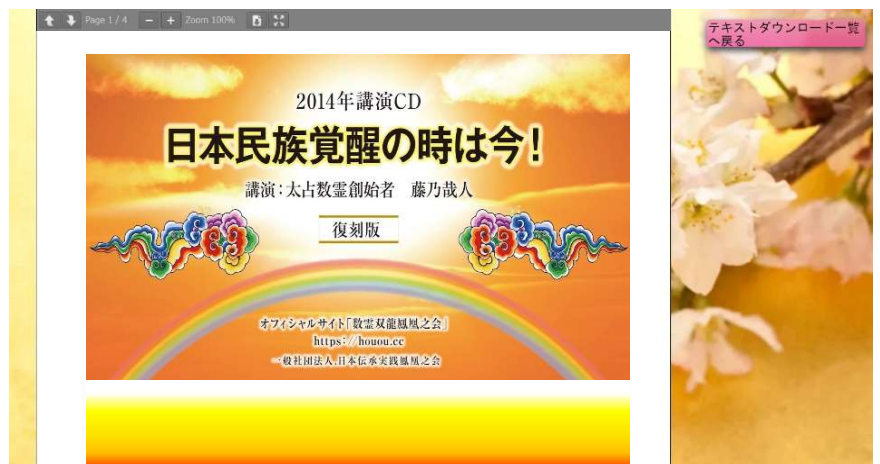 Page 1 / 4
Zoom 100%
テキストダウンロード一覧
へ戻る
2014年講演CD
日本民族覚醒の時は今!
講演:太占数霊創始者 藤乃哉人
復刻版
オフィシャルサイト「数霊双龍鳳凰之会」
https://houou.cc
一般社団法人.日本伝承実践鳳凰之会